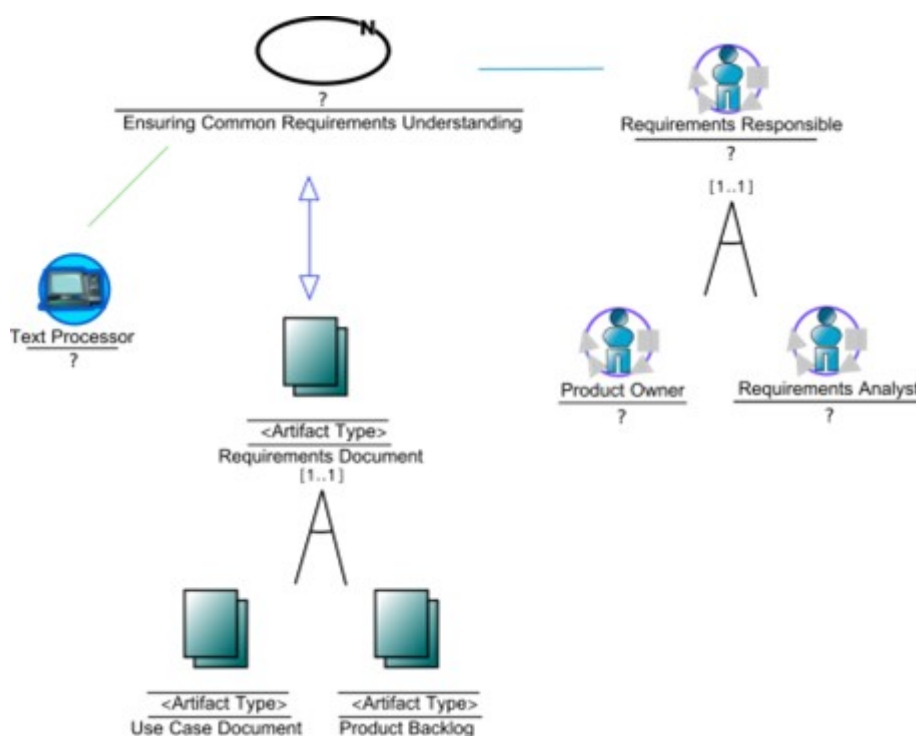 N
?
Ensuring Common Requirements Understanding
Requirements Responsible
?
[1..1]
Text Processor
?
Product Owner
?
Requirements Analyst
?
<Artifact Type>
Requirements Document
[1..1]
<Artifact Type>
Use Case Document
<Artifact Type>
Product Backlog